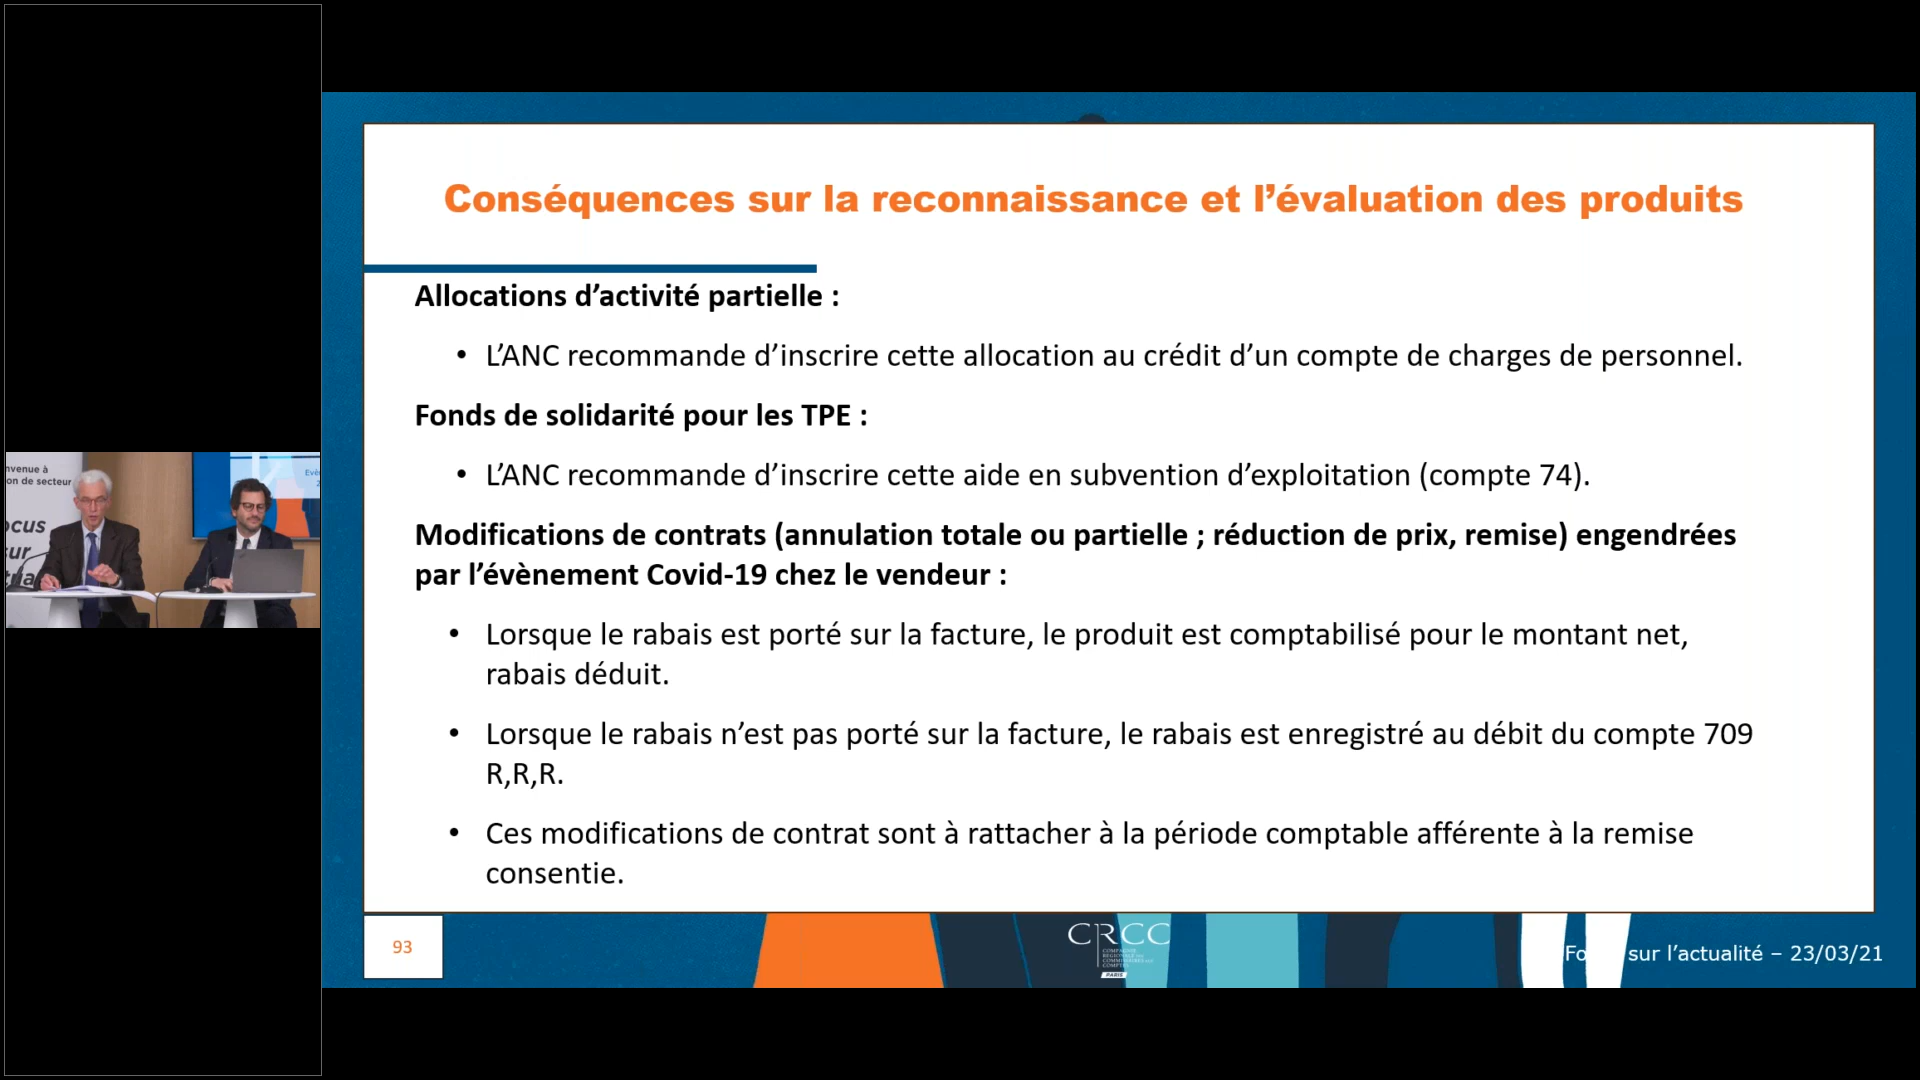 nvenue à
on de secteur
ocus
sur
Conséquences sur la reconnaissance et l’évaluation des produits
Allocations d’activité partielle :
• L’ANC recommande d’inscrire cette allocation au crédit d’un compte de charges de personnel.
Fonds de solidarité pour les TPE :
• L’ANC recommande d’inscrire cette aide en subvention d’exploitation (compte 74).
Modifications de contrats (annulation totale ou partielle ; réduction de prix, remise) engendrées
par l’évènement Covid-19 chez le vendeur :
• Lorsque le rabais est porté sur la facture, le produit est comptabilisé pour le montant net,
rabais déduit.
• Lorsque le rabais n’est pas porté sur la facture, le rabais est enregistré au débit du compte 709
R,R,R.
• Ces modifications de contrat sont à rattacher à la période comptable afférente à la remise
consentie.
93
CRCC
PARIS
Fo sur l’actualité – 23/03/21